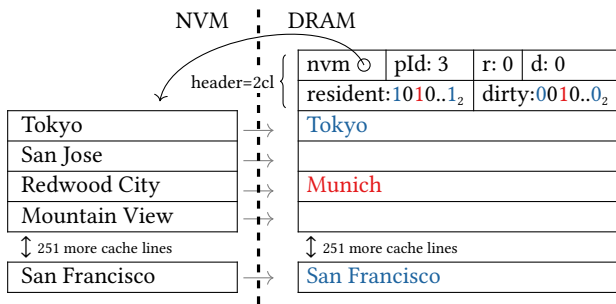 NVM DRAM
nvm pId: 3 r: 0 d: 0
header=2cl
resident:1010..1₂ dirty:0010..0₂
Tokyo Tokyo
San Jose
Redwood City Munich
Mountain View
251 more cache lines 251 more cache lines
San Francisco San Francisco